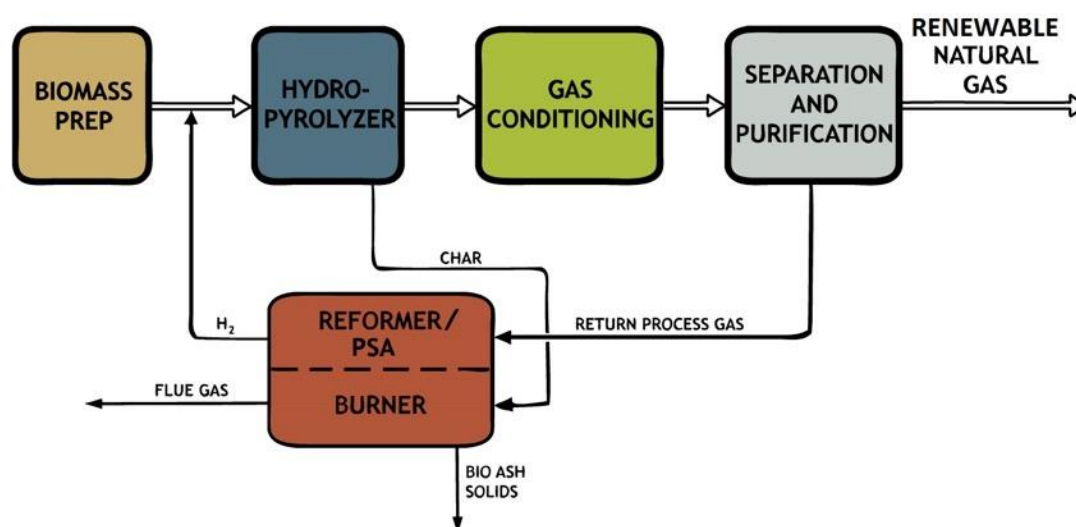 BIOMASS
PREP
HYDRO-
PYROLYZER
GAS
CONDITIONING
SEPARATION
AND
PURIFICATION
RENEWABLE
NATURAL
GAS
CHAR
H₂
REFORMER/
PSA
RETURN PROCESS GAS
FLUE GAS
BURNER
BIO ASH
SOLIDS